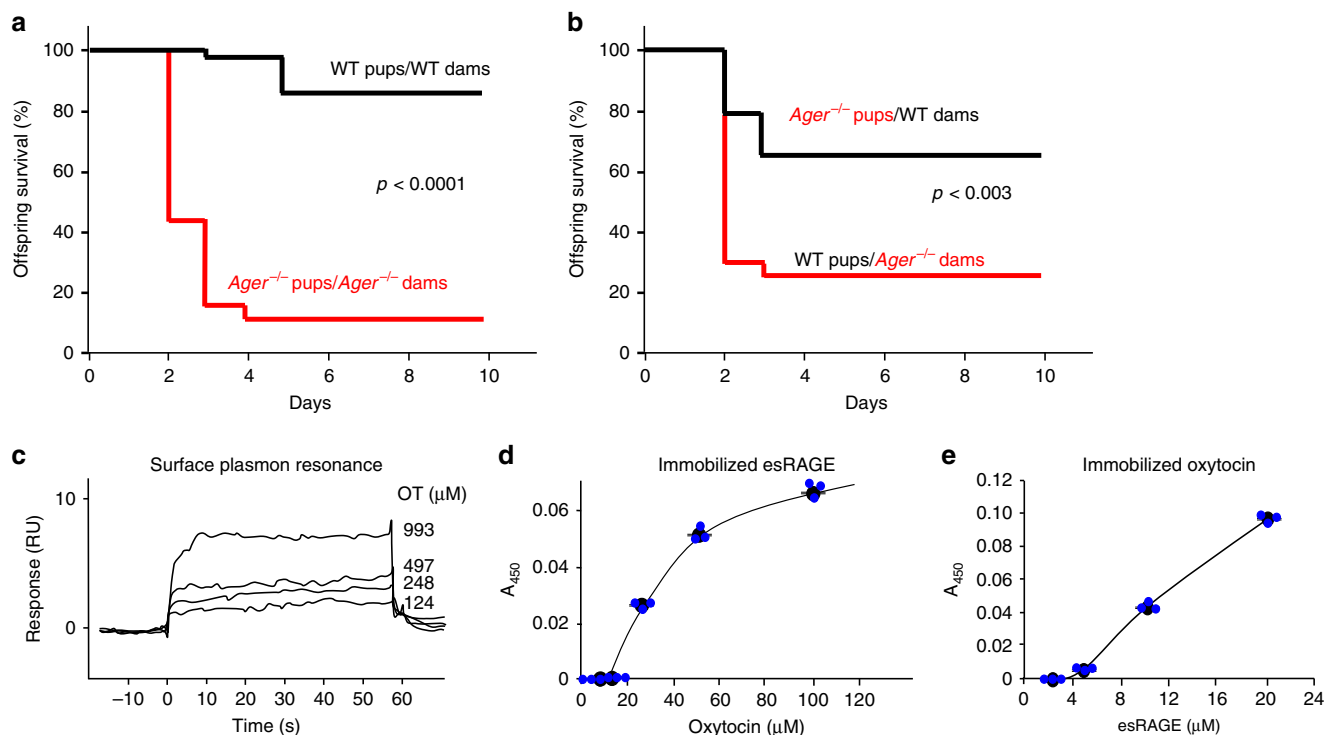 a
100
80
60
40
20
0
Offspring survival (%)
WT pups/WT dams
p < 0.0001
Ager−/− pups/Ager−/− dams
0 2 4 6 8 10
Days
b
100
80
60
40
20
0
Offspring survival (%)
Ager−/− pups/WT dams
p < 0.003
WT pups/Ager−/− dams
0 2 4 6 8 10
Days
c
Surface plasmon resonance
OT (μM)
10
0
Response (RU)
993
497
248
124
−10 0 10 20 30 40 50 60
Time (s)
d
Immobilized esRAGE
0.06
0.04
0.02
0
A450
0 20 40 60 80 100 120
Oxytocin (μM)
e
Immobilized oxytocin
0.12
0.10
0.08
0.06
0.04
0.02
0
A450
0 4 8 12 16 20 24
esRAGE (μM)